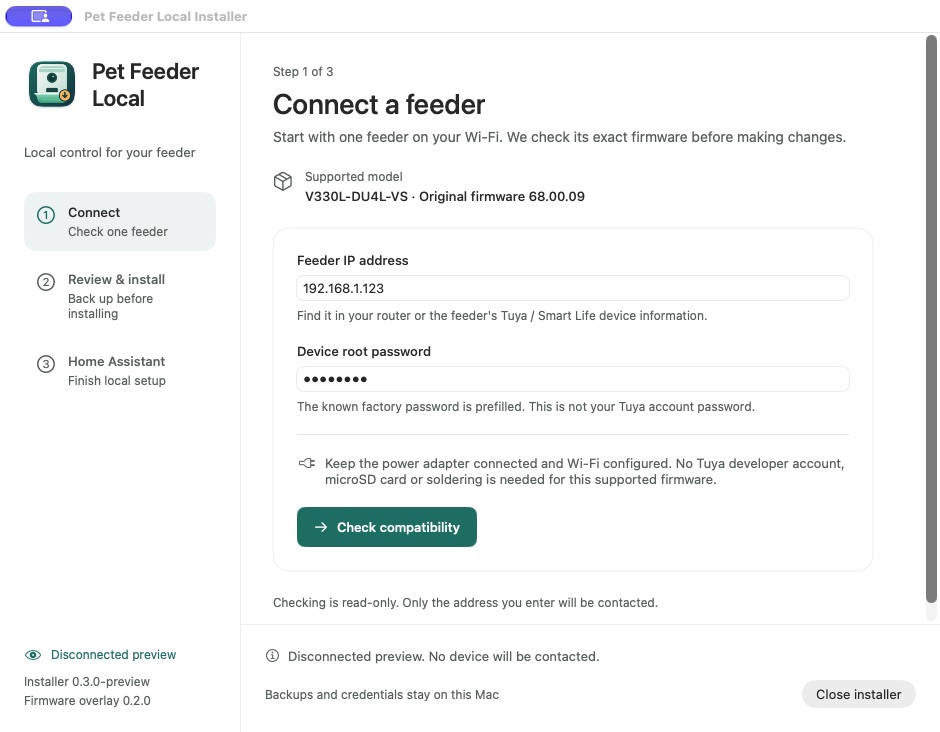 Pet Feeder Local Installer
Pet Feeder
Local
Local control for your feeder
1
Connect
Check one feeder
2
Review & install
Back up before
installing
3
Home Assistant
Finish local setup
Disconnected preview
Installer 0.3.0-preview
Firmware overlay 0.2.0
Step 1 of 3
Connect a feeder
Start with one feeder on your Wi-Fi. We check its exact firmware before making changes.
Supported model
V330L-DU4L-VS · Original firmware 68.00.09
Feeder IP address
192.168.1.123
Find it in your router or the feeder's Tuya / Smart Life device information.
Device root password
••••••••
The known factory password is prefilled. This is not your Tuya account password.
Keep the power adapter connected and Wi-Fi configured. No Tuya developer account,
microSD card or soldering is needed for this supported firmware.
Check compatibility
Checking is read-only. Only the address you enter will be contacted.
Disconnected preview. No device will be contacted.
Backups and credentials stay on this Mac
Close installer